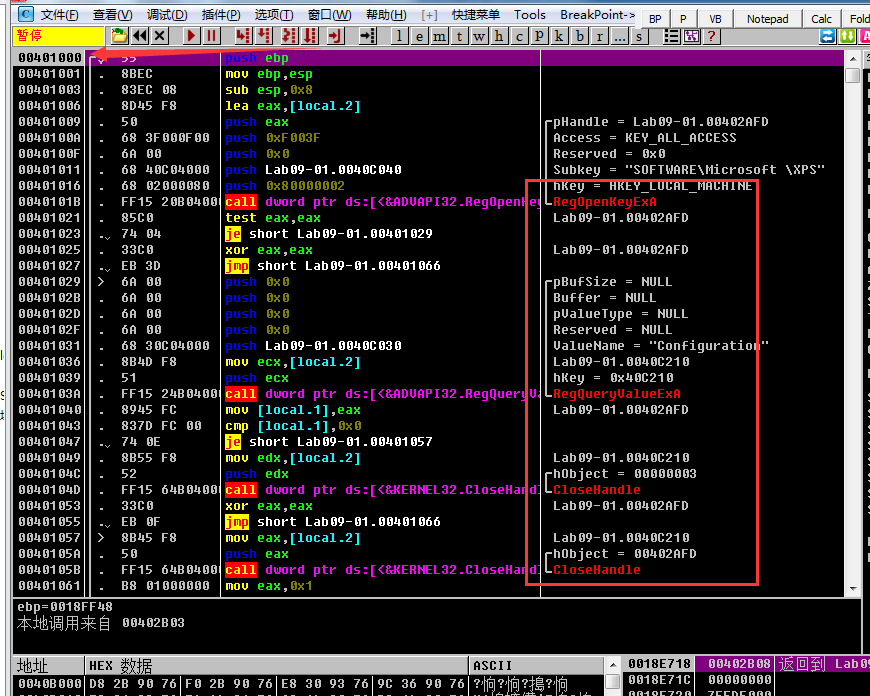 C 文件(F) 查看(V) 调试(D) 插件(P) 选项(T) 窗口(W) 帮助(H) [+] 快捷菜单 Tools BreakPoint-> BP P VB Notepad Calc Fold
暂停 l e m t w h c p k b r ... s ?
00401000 . 55 push ebp
00401001 . 8BEC mov ebp,esp
00401003 . 83EC 08 sub esp,0x8
00401006 . 8D45 F8 lea eax,[local.2]
00401009 . 50 push eax pHandle = Lab09-01.00402AFD
0040100A . 68 3F000F00 push 0xF003F Access = KEY_ALL_ACCESS
0040100F . 6A 00 push 0x0 Reserved = 0x0
00401011 . 68 40C04000 push Lab09-01.0040C040 Subkey = "SOFTWARE\Microsoft \XPS"
00401016 . 68 02000080 push 0x80000002 hKey = HKEY_LOCAL_MACHINE
0040101B . FF15 20B0400 call dword ptr ds:[<&ADVAPI32.RegOpenKey RegOpenKeyExA
00401021 . 85C0 test eax,eax Lab09-01.00402AFD
00401023 . 74 04 je short Lab09-01.00401029
00401025 . 33C0 xor eax,eax Lab09-01.00402AFD
00401027 . EB 3D jmp short Lab09-01.00401066
00401029 > 6A 00 push 0x0 pBufSize = NULL
0040102B . 6A 00 push 0x0 Buffer = NULL
0040102D . 6A 00 push 0x0 pValueType = NULL
0040102F . 6A 00 push 0x0 Reserved = NULL
00401031 . 68 30C04000 push Lab09-01.0040C030 ValueName = "Configuration"
00401036 . 8B4D F8 mov ecx,[local.2] Lab09-01.0040C210
00401039 . 51 push ecx hKey = 0x40C210
0040103A . FF15 24B0400 call dword ptr ds:[<&ADVAPI32.RegQueryVa RegQueryValueExA
00401040 . 8945 FC mov [local.1],eax Lab09-01.00402AFD
00401043 . 837D FC 00 cmp [local.1],0x0
00401047 . 74 0E je short Lab09-01.00401057
00401049 . 8B55 F8 mov edx,[local.2] Lab09-01.0040C210
0040104C . 52 push edx hObject = 00000003
0040104D . FF15 64B0400 call dword ptr ds:[<&KERNEL32.CloseHandl CloseHandle
00401053 . 33C0 xor eax,eax Lab09-01.00402AFD
00401055 . EB 0F jmp short Lab09-01.00401066
00401057 > 8B45 F8 mov eax,[local.2] Lab09-01.0040C210
0040105A . 50 push eax hObject = 00402AFD
0040105B . FF15 64B0400 call dword ptr ds:[<&KERNEL32.CloseHandl CloseHandle
00401061 . B8 01000000 mov eax,0x1
ebp=0018FF48
本地调用来自 00402B03
地址 HEX 数据 ASCII 0018E718 00402B08 返回到 Lab0
0040B000 D8 2B 90 76 F0 2B 90 76 E8 30 93 76 9C 36 90 76 0018E71C 00000000